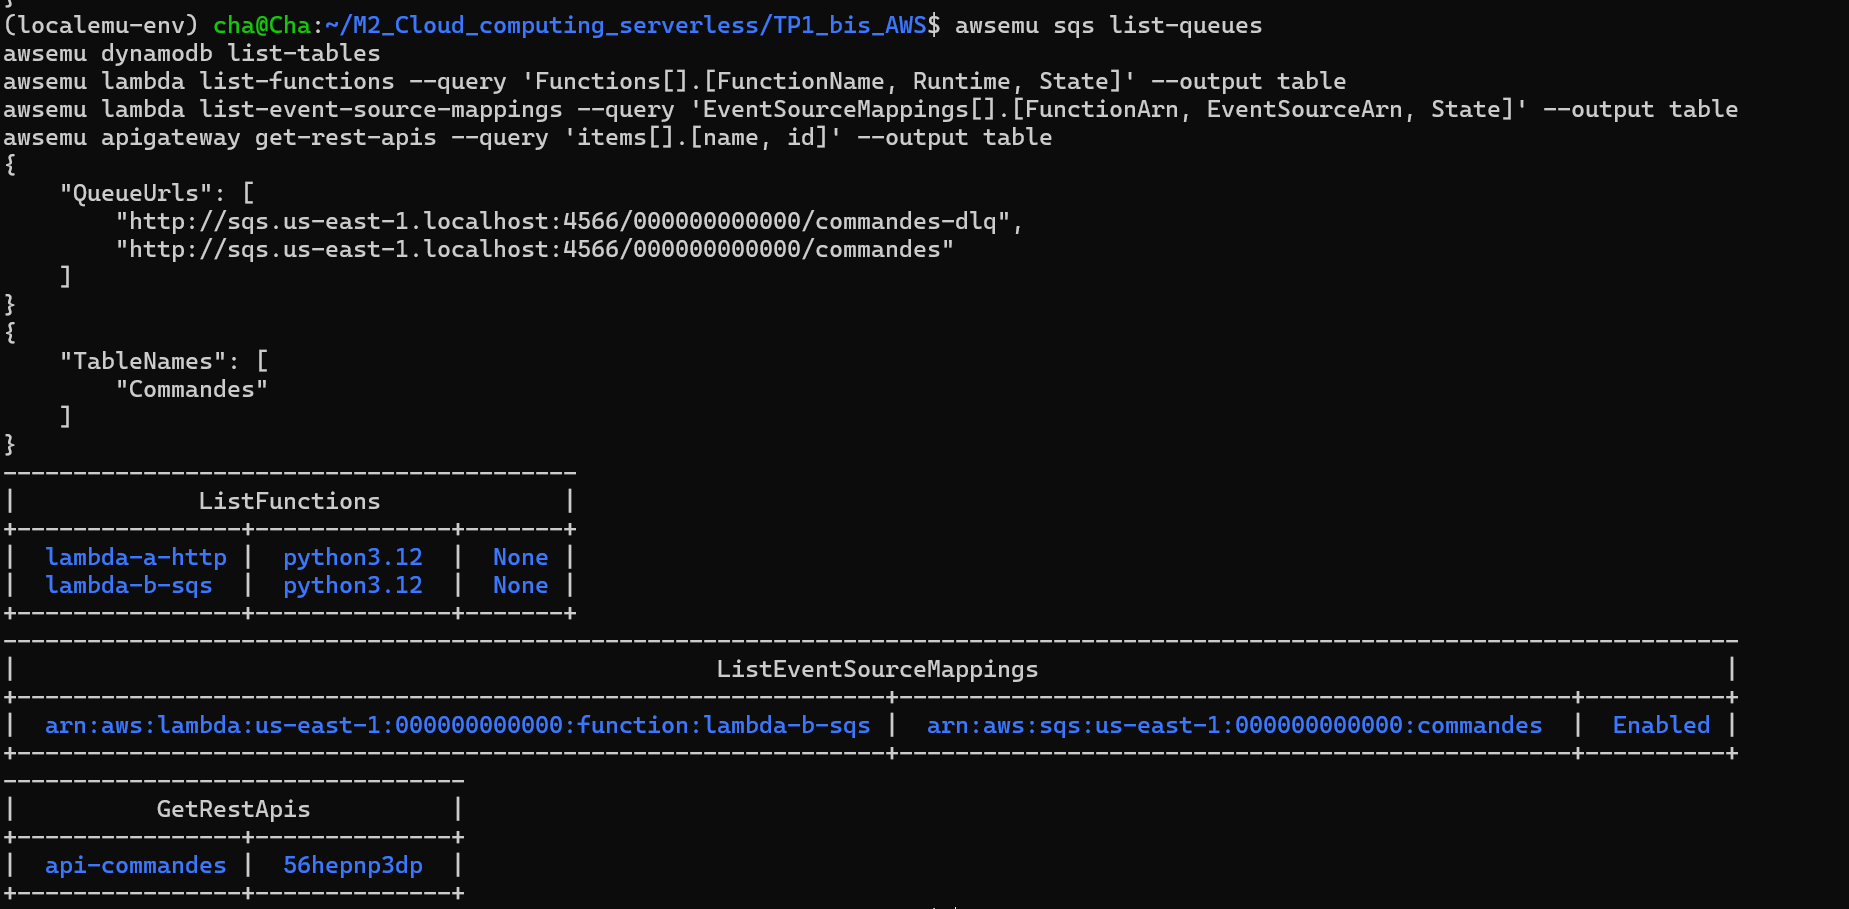 }
(localemu-env) cha@Cha:~/M2_Cloud_computing_serverless/TP1_bis_AWS$ awsemu sqs list-queues
awsemu dynamodb list-tables
awsemu lambda list-functions --query 'Functions[].[FunctionName, Runtime, State]' --output table
awsemu lambda list-event-source-mappings --query 'EventSourceMappings[].[FunctionArn, EventSourceArn, State]' --output table
awsemu apigateway get-rest-apis --query 'items[].[name, id]' --output table
{
    "QueueUrls": [
        "http://sqs.us-east-1.localhost:4566/000000000000/commandes-dlq",
        "http://sqs.us-east-1.localhost:4566/000000000000/commandes"
    ]
}
{
    "TableNames": [
        "Commandes"
    ]
}
-----------------------------------------
|             ListFunctions             |
+----------------+--------------+-------+
|  lambda-a-http |  python3.12  |  None |
|  lambda-b-sqs  |  python3.12  |  None |
+----------------+--------------+-------+
----------------------------------------------------------------------------------------------------------------------------
|                                                  ListEventSourceMappings                                                 |
+--------------------------------------------------------------+------------------------------------------------+----------+
|  arn:aws:lambda:us-east-1:000000000000:function:lambda-b-sqs |  arn:aws:sqs:us-east-1:000000000000:commandes  |  Enabled |
+--------------------------------------------------------------+------------------------------------------------+----------+
---------------------------------
|          GetRestApis          |
+----------------+--------------+
|  api-commandes |  56hepnp3dp  |
+----------------+--------------+